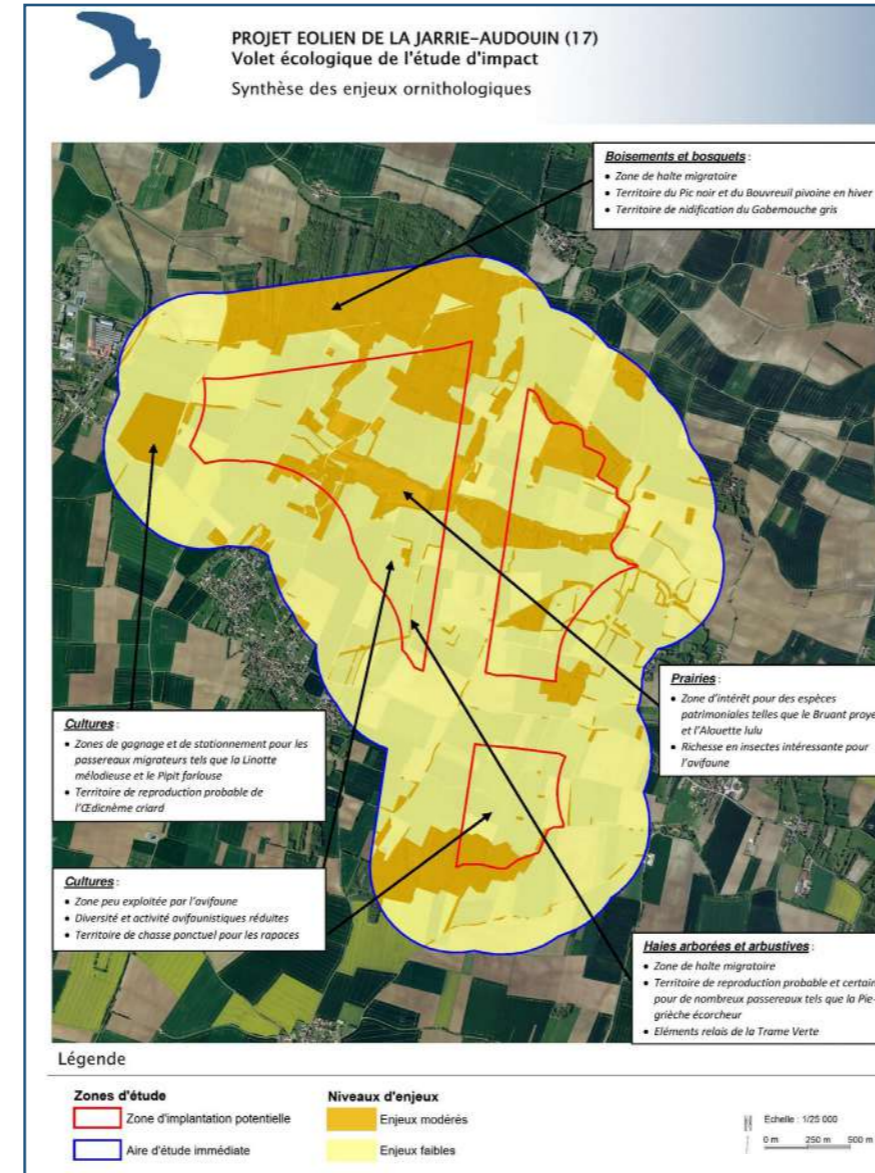 PROJET EOLIEN DE LA JARRIE-AUDOUIN (17)
Volet écologique de l'étude d'impact
Synthèse des enjeux ornithologiques
Boisements et bosquets :
• Zone de halte migratoire
• Territoire du Pic noir et du Bouvreuil pivoine en hiver
• Territoire de nidification du Gobemouche gris
Prairies :
• Zone d'intérêt pour des espèces
patrimoniales telles que le Bruant proye
et l'Alouette lulu
• Richesse en insectes intéressante pour
l'avifaune
Cultures :
• Zones de gagnage et de stationnement pour les
passereaux migrateurs tels que la Linotte
mélodieuse et le Pipit farlouse
• Territoire de reproduction probable de
l'Œdicnème criard
Cultures :
• Zone peu exploitée par l'avifaune
• Diversité et activité avifaunistiques réduites
• Territoire de chasse ponctuel pour les rapaces
Haies arborées et arbustives :
• Zone de halte migratoire
• Territoire de reproduction probable et certain
pour de nombreux passereaux tels que la Pie-
grièche écorcheur
• Eléments relais de la Trame Verte
Légende
Zones d'étude
Zone d'implantation potentielle
Aire d'étude immédiate
Niveaux d'enjeux
Enjeux modérés
Enjeux faibles
Echelle : 1/25 000
0 m 250 m 500 m